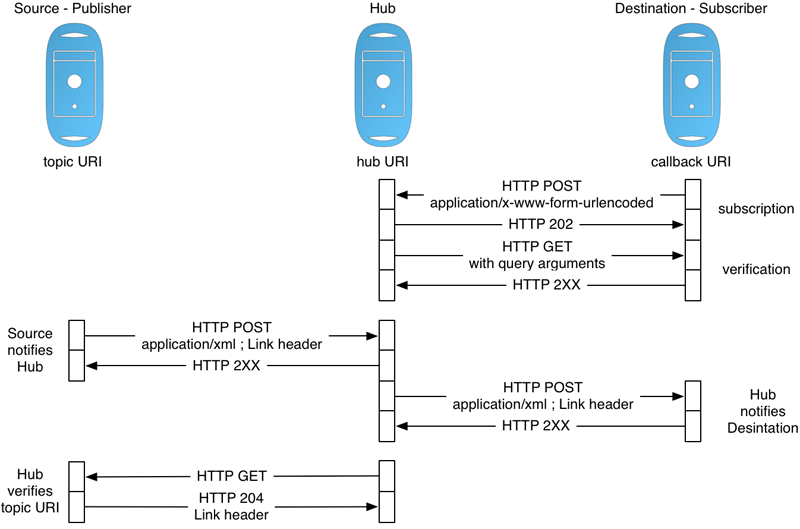 Source - Publisher
Hub
Destination - Subscriber
topic URI
hub URI
callback URI
HTTP POST
application/x-www-form-urlencoded
subscription
HTTP 202
HTTP GET
with query arguments
verification
HTTP 2XX
Source
notifies
Hub
HTTP POST
application/xml ; Link header
HTTP 2XX
HTTP POST
application/xml ; Link header
HTTP 2XX
Hub
notifies
Desintation
Hub
verifies
topic URI
HTTP GET
HTTP 204
Link header